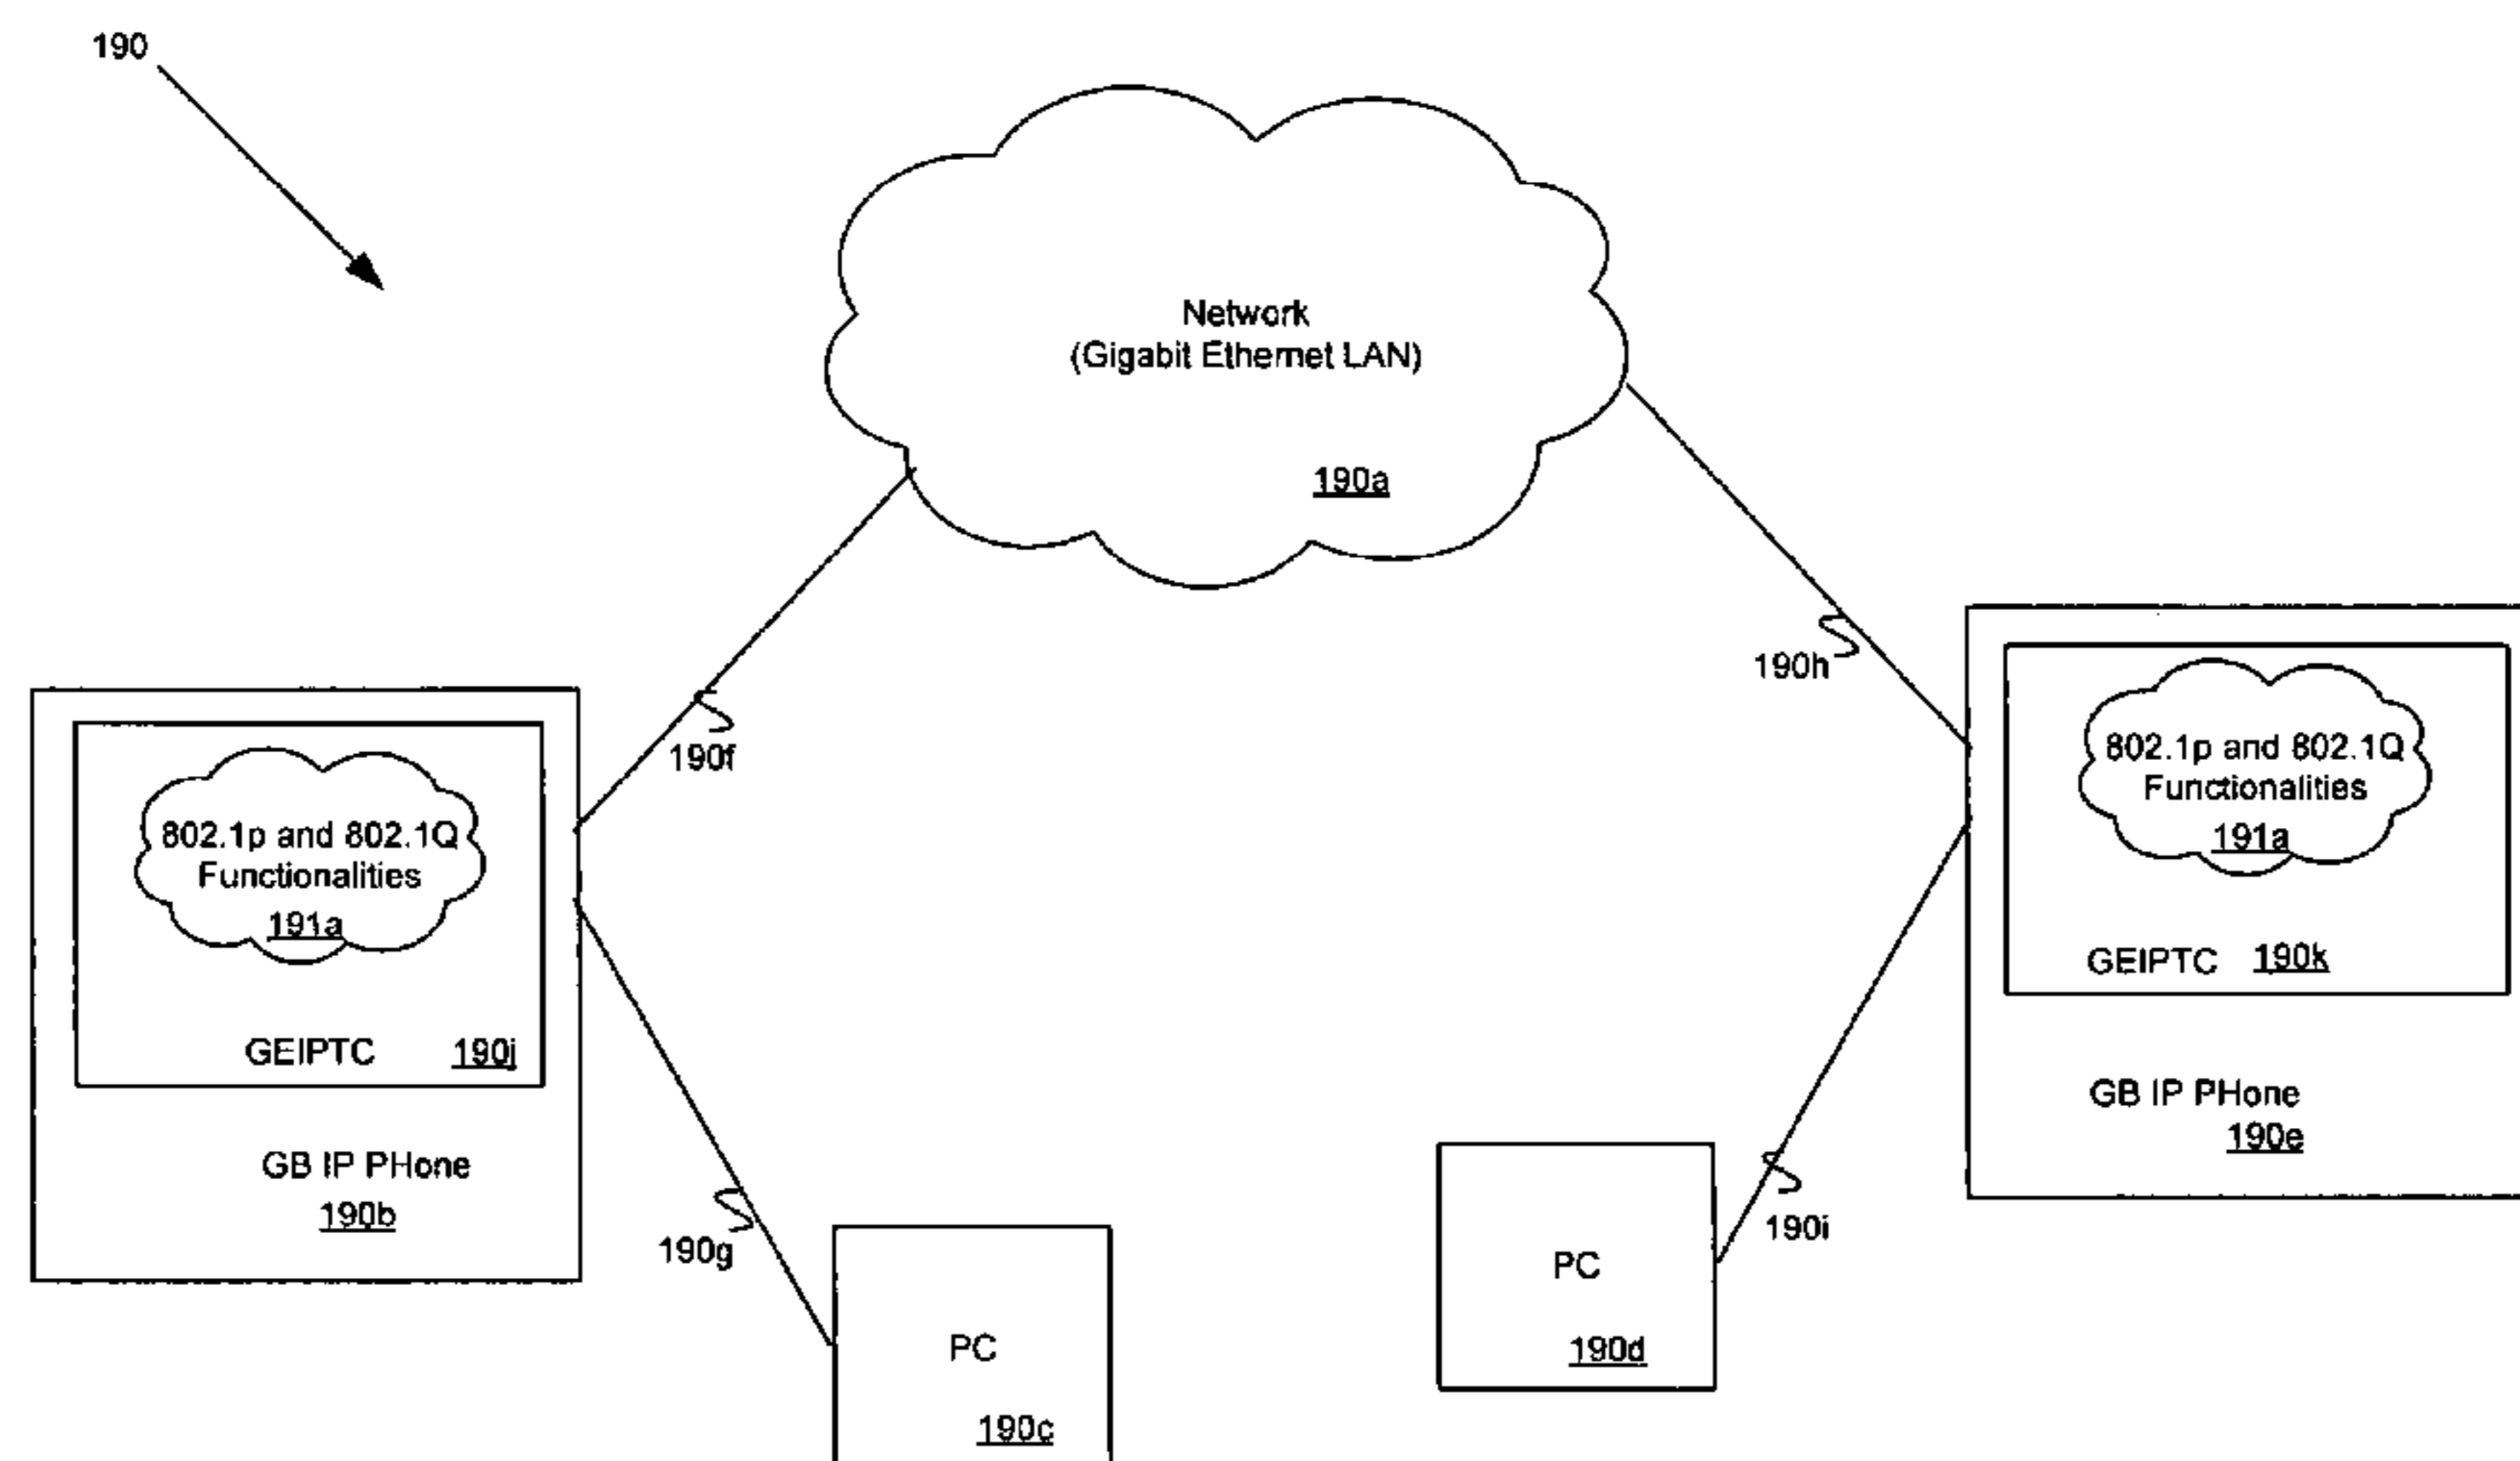 190
Network
(Gigabit Ethernet LAN)
190a
190f
190h
802.1p and 802.1Q
Functionalities
191a
GEIPTC 190j
GB IP PHone
190b
802.1p and 802.1Q
Functionalities
191a
GEIPTC 190k
GB IP PHone
190e
190g
190i
PC
190c
PC
190d